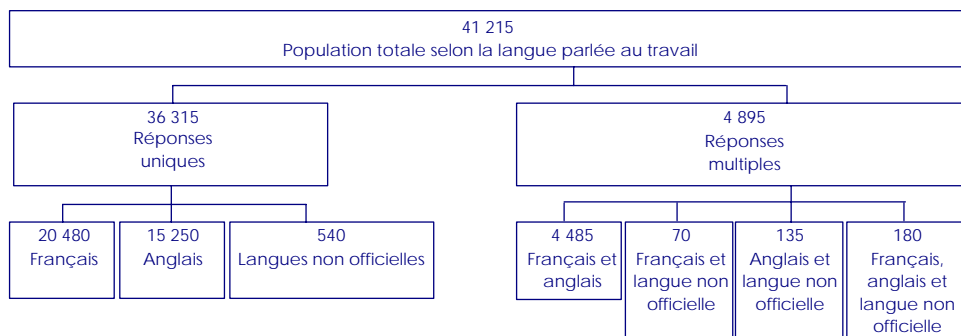 41 215
Population totale selon la langue parlée au travail
36 315
Réponses
uniques
4 895
Réponses
multiples
20 480
Français
15 250
Anglais
540
Langues non officielles
4 485
Français et
anglais
70
Français et
langue non
officielle
135
Anglais et
langue non
officielle
180
Français,
anglais et
langue non
officielle